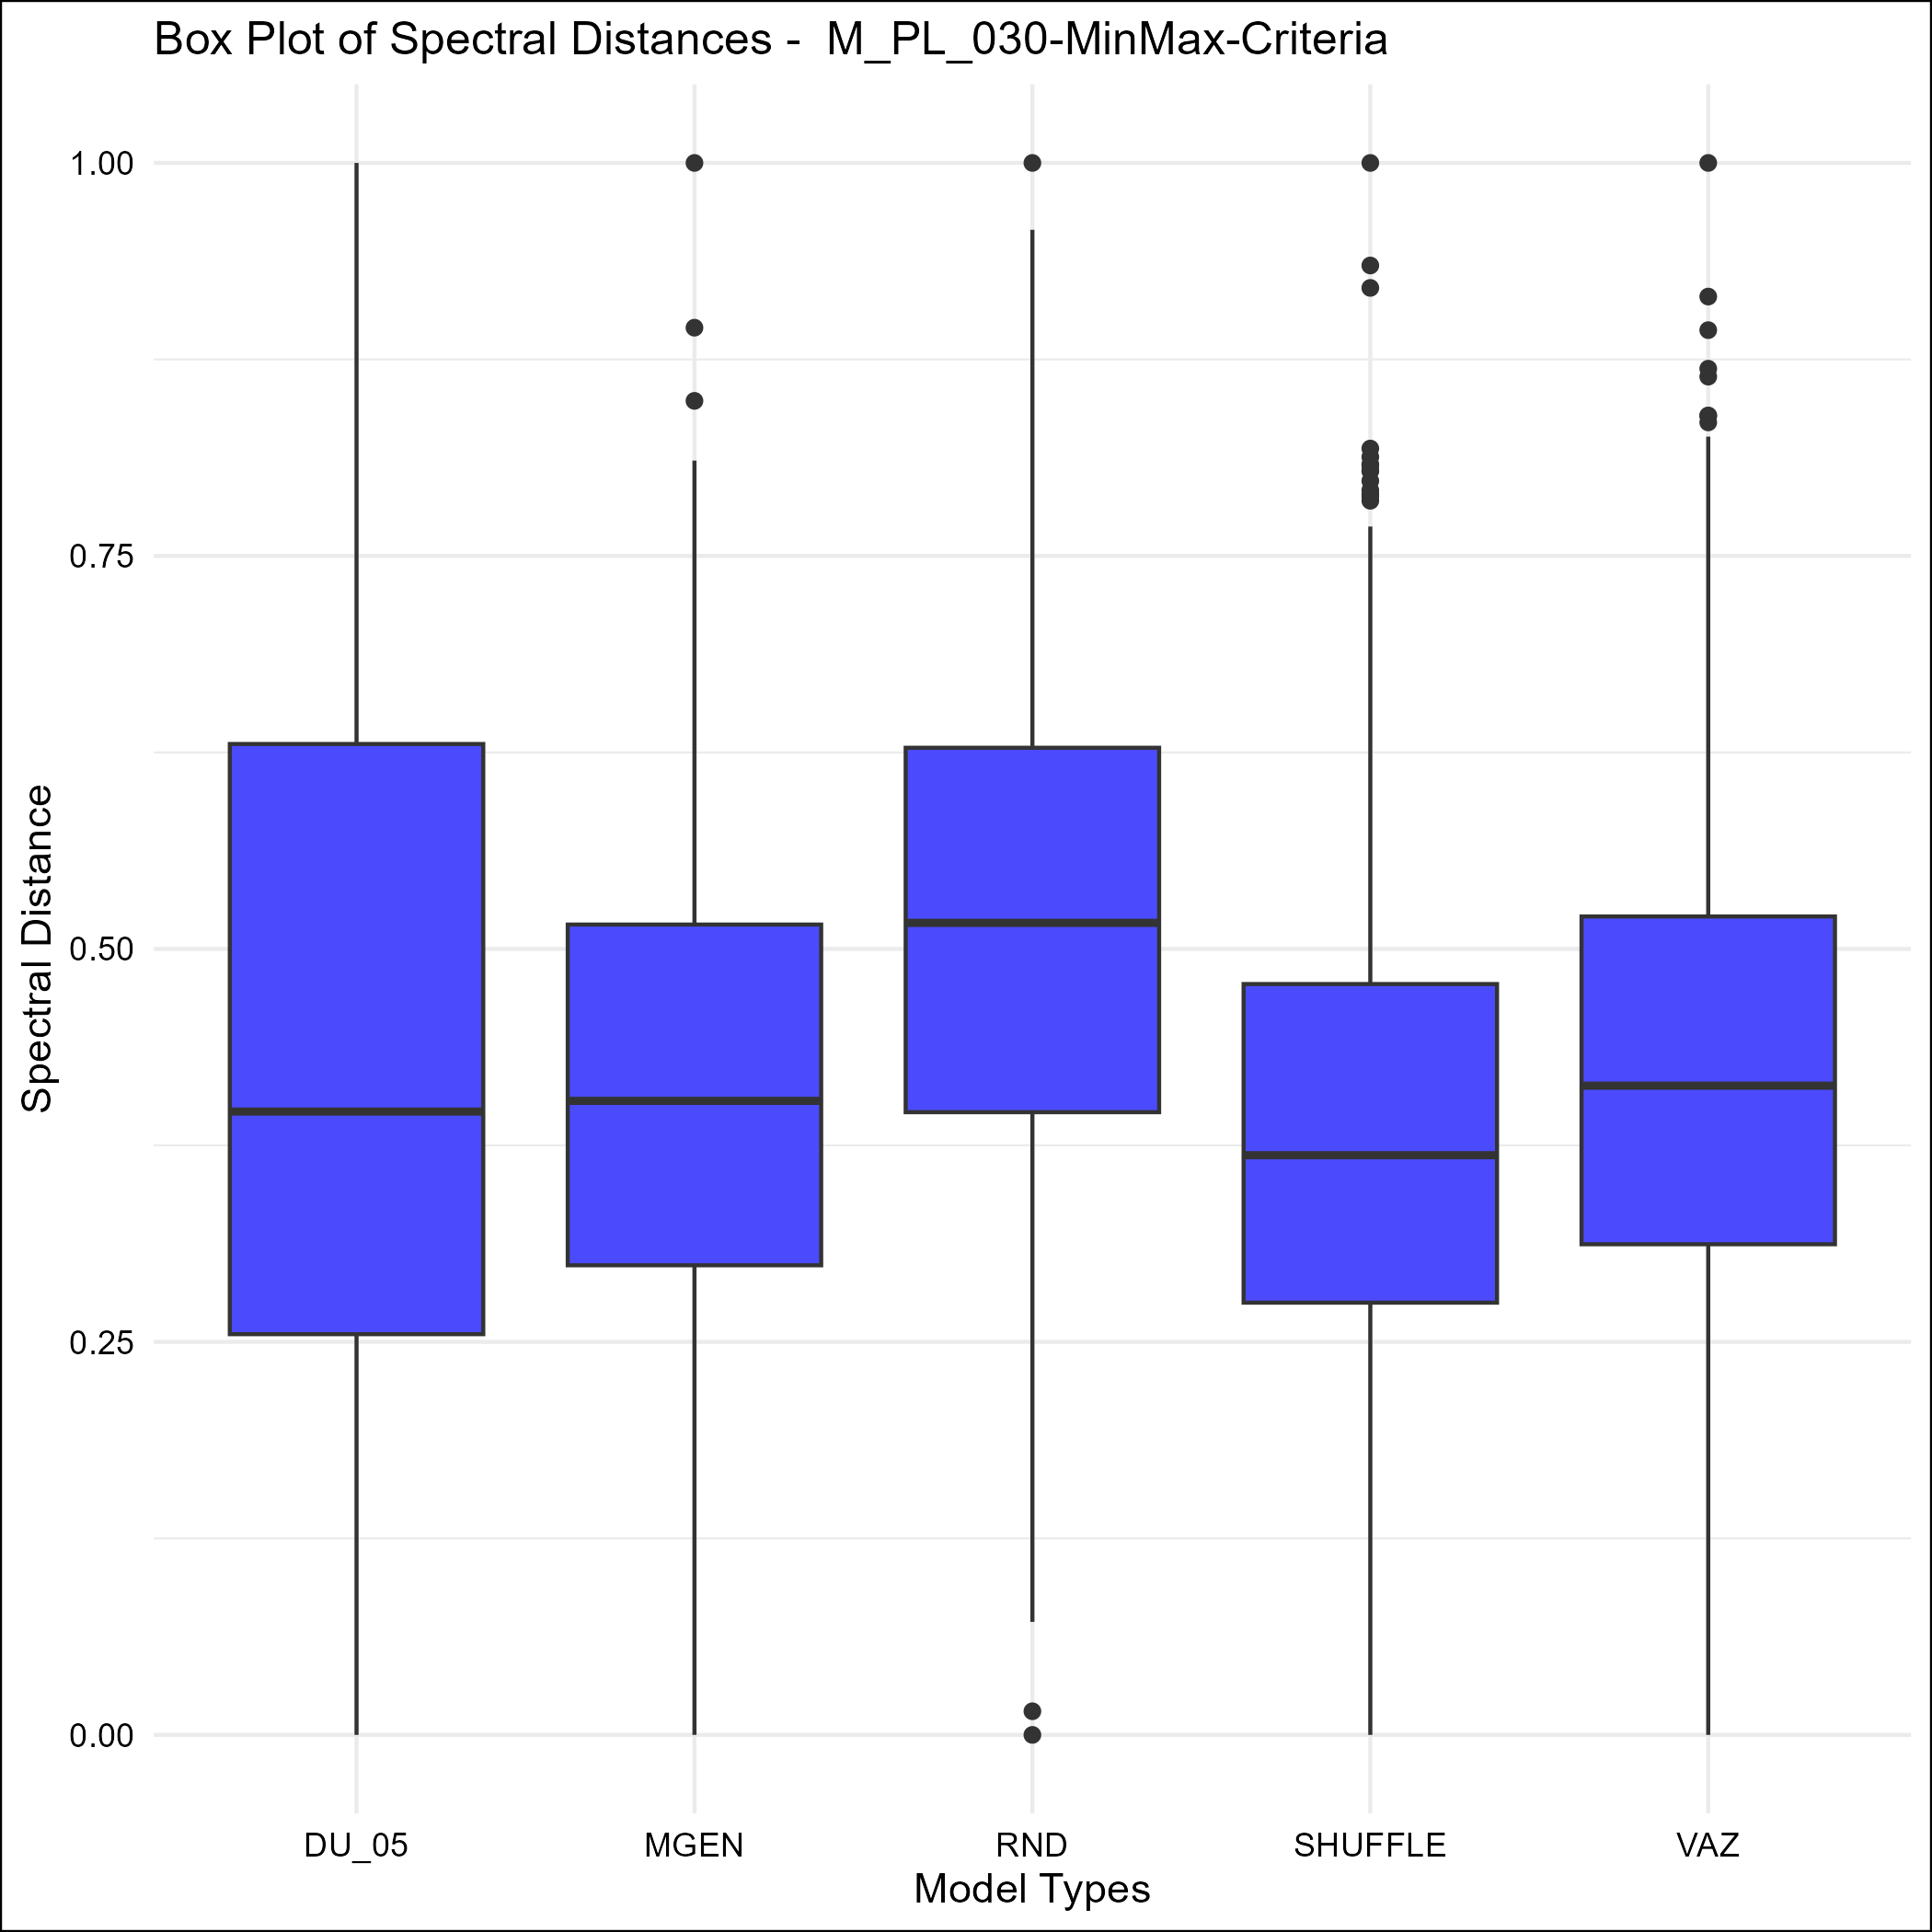 Box Plot of Spectral Distances -  M_PL_030-MinMax-Criteria
1.00
0.75
0.50
0.25
0.00
Spectral Distance
DU_05 MGEN RND SHUFFLE VAZ
Model Types